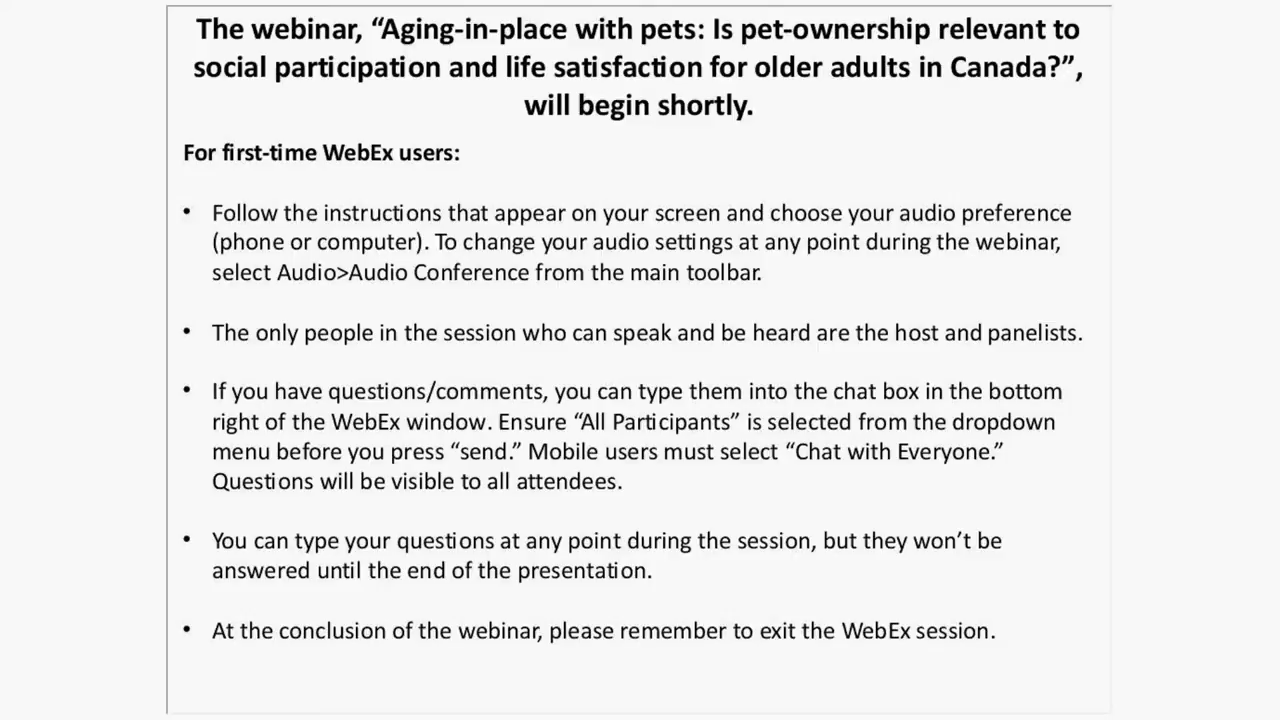 The webinar, “Aging-in-place with pets: Is pet-ownership relevant to
social participation and life satisfaction for older adults in Canada?”,
will begin shortly.
For first-time WebEx users:
• Follow the instructions that appear on your screen and choose your audio preference
(phone or computer). To change your audio settings at any point during the webinar,
select Audio>Audio Conference from the main toolbar.
• The only people in the session who can speak and be heard are the host and panelists.
• If you have questions/comments, you can type them into the chat box in the bottom
right of the WebEx window. Ensure “All Participants” is selected from the dropdown
menu before you press “send.” Mobile users must select “Chat with Everyone.”
Questions will be visible to all attendees.
• You can type your questions at any point during the session, but they won’t be
answered until the end of the presentation.
• At the conclusion of the webinar, please remember to exit the WebEx session.